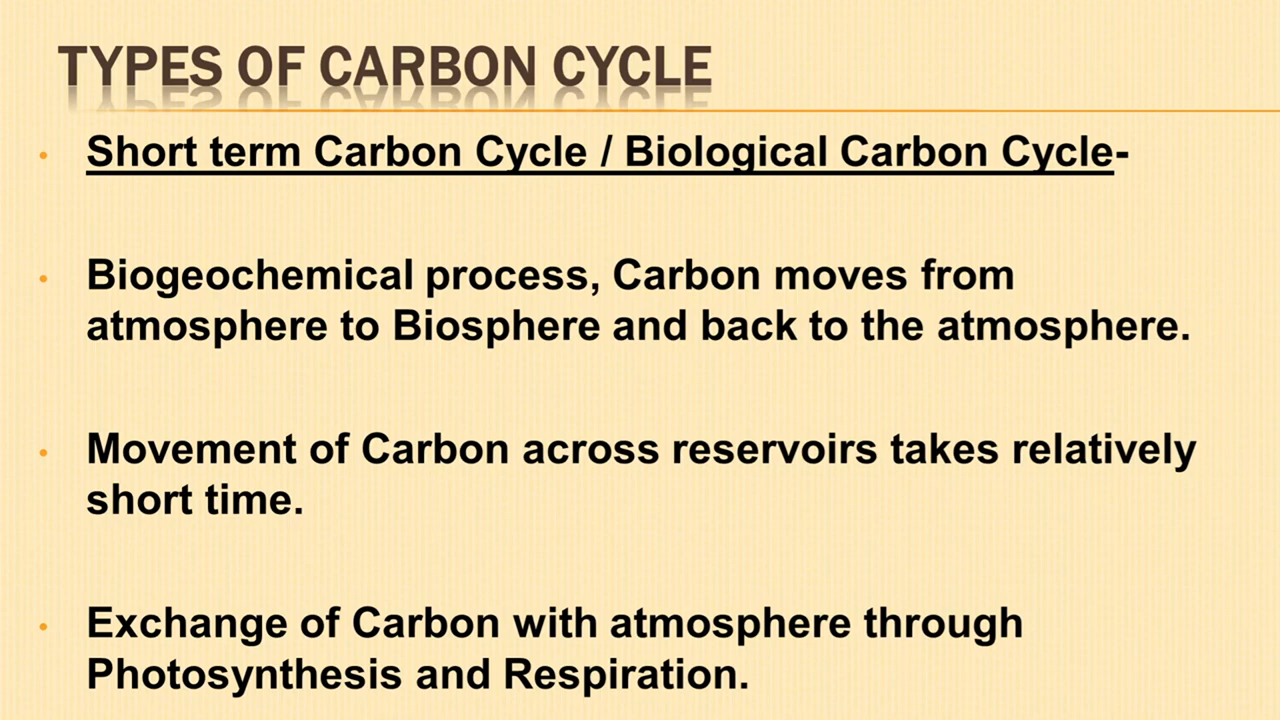 TYPES OF CARBON CYCLE
• Short term Carbon Cycle / Biological Carbon Cycle-
• Biogeochemical process, Carbon moves from
atmosphere to Biosphere and back to the atmosphere.
• Movement of Carbon across reservoirs takes relatively
short time.
• Exchange of Carbon with atmosphere through
Photosynthesis and Respiration.